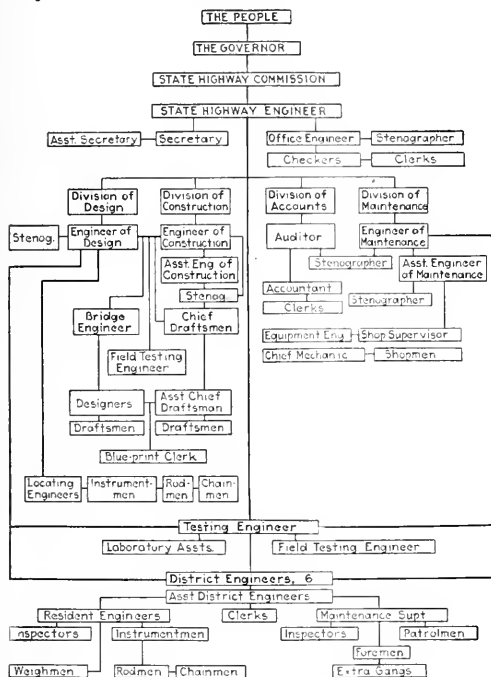 THE PEOPLE
THE GOVERNOR
STATE HIGHWAY COMMISSION
STATE HIGHWAY ENGINEER
Asst. Secretary
Secretary
Office Engineer
Stenographer
Checkers
Clerks
Division of
Design
Division of
Construction
Division of
Accounts
Division of
Maintenance
Stenog.
Engineer
of Design
Engineer of
Construction
Auditor
Engineer of
Maintenance
Asst. Eng of
Construction
Stenographer
Asst. Engineer
of Maintenance
Stenog.
Accountant
Clerks
Stenographer
Bridge
Engineer
Chief
Draftsmen
Equipment Eng.
Shop Supervisor
Field Testing
Engineer
Chief Mechanic
Shopmen
Designers
Asst Chief
Draftsman
Draftsmen
Draftsmen
Blue-print Clerk
Locating
Engineers
Instrument-
men
Rod-
men
Chain-
men
Testing Engineer
Laboratory Assts.
Field Testing Engineer
District Engineers, 6
Asst District Engineers
Resident Engineers
Clerks
Maintenance Supt
Inspectors
Instrumentmen
Inspectors
Patrolmen
Foremen
Weighmen
Rodmen
Chainmen
Extra Gangs